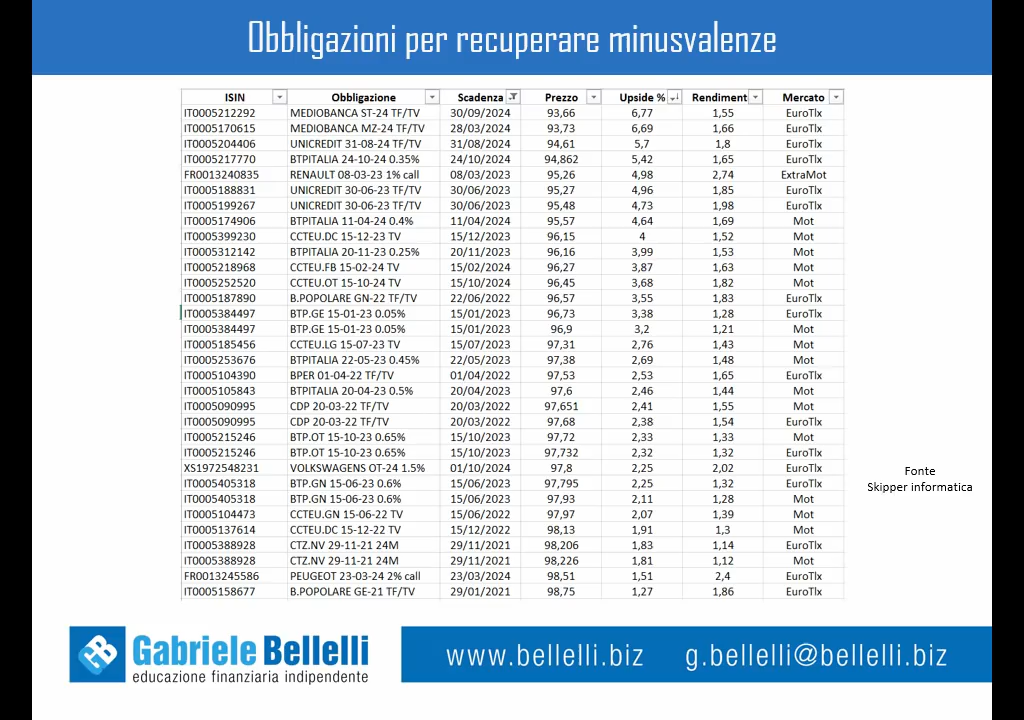 Obbligazioni per recuperare minusvalenze
ISIN Obbligazione Scadenza Prezzo Upside % Rendiment Mercato
IT0005212292 MEDIOBANCA ST-24 TF/TV 30/09/2024 93,66 6,77 1,55 EuroTlx
IT0005170615 MEDIOBANCA MZ-24 TF/TV 28/03/2024 93,73 6,69 1,66 EuroTlx
IT0005204406 UNICREDIT 31-08-24 TF/TV 31/08/2024 94,61 5,7 1,8 EuroTlx
IT0005217770 BTPITALIA 24-10-24 0.35% 24/10/2024 94,862 5,42 1,65 EuroTlx
FR0013240835 RENAULT 08-03-23 1% call 08/03/2023 95,26 4,98 2,74 ExtraMot
IT0005188831 UNICREDIT 30-06-23 TF/TV 30/06/2023 95,27 4,96 1,85 EuroTlx
IT0005199267 UNICREDIT 30-06-23 TF/TV 30/06/2023 95,48 4,73 1,98 EuroTlx
IT0005174906 BTPITALIA 11-04-24 0.4% 11/04/2024 95,57 4,64 1,69 Mot
IT0005399230 CCTEU.DC 15-12-23 TV 15/12/2023 96,15 4 1,52 Mot
IT0005312142 BTPITALIA 20-11-23 0.25% 20/11/2023 96,16 3,99 1,53 Mot
IT0005218968 CCTEU.FB 15-02-24 TV 15/02/2024 96,27 3,87 1,63 Mot
IT0005252520 CCTEU.OT 15-10-24 TV 15/10/2024 96,45 3,68 1,82 Mot
IT0005187890 B.POPOLARE GN-22 TF/TV 22/06/2022 96,57 3,55 1,83 EuroTlx
IT0005384497 BTP.GE 15-01-23 0.05% 15/01/2023 96,73 3,38 1,28 EuroTlx
IT0005384497 BTP.GE 15-01-23 0.05% 15/01/2023 96,9 3,2 1,21 Mot
IT0005185456 CCTEU.LG 15-07-23 TV 15/07/2023 97,31 2,76 1,43 Mot
IT0005253676 BTPITALIA 22-05-23 0.45% 22/05/2023 97,38 2,69 1,48 Mot
IT0005104390 BPER 01-04-22 TF/TV 01/04/2022 97,53 2,53 1,65 EuroTlx
IT0005105843 BTPITALIA 20-04-23 0.5% 20/04/2023 97,6 2,46 1,44 Mot
IT0005090995 CDP 20-03-22 TF/TV 20/03/2022 97,651 2,41 1,55 Mot
IT0005090995 CDP 20-03-22 TF/TV 20/03/2022 97,68 2,38 1,54 EuroTlx
IT0005215246 BTP.OT 15-10-23 0.65% 15/10/2023 97,72 2,33 1,33 Mot
IT0005215246 BTP.OT 15-10-23 0.65% 15/10/2023 97,732 2,32 1,32 EuroTlx
XS1972548231 VOLKSWAGENS OT-24 1.5% 01/10/2024 97,8 2,25 2,02 EuroTlx
IT0005405318 BTP.GN 15-06-23 0.6% 15/06/2023 97,795 2,25 1,32 EuroTlx
IT0005405318 BTP.GN 15-06-23 0.6% 15/06/2023 97,93 2,11 1,28 Mot
IT0005104473 CCTEU.GN 15-06-22 TV 15/06/2022 97,97 2,07 1,39 Mot
IT0005137614 CCTEU.DC 15-12-22 TV 15/12/2022 98,13 1,91 1,3 Mot
IT0005388928 CTZ.NV 29-11-21 24M 29/11/2021 98,206 1,83 1,14 EuroTlx
IT0005388928 CTZ.NV 29-11-21 24M 29/11/2021 98,226 1,81 1,12 Mot
FR0013245586 PEUGEOT 23-03-24 2% call 23/03/2024 98,51 1,51 2,4 EuroTlx
IT0005158677 B.POPOLARE GE-21 TF/TV 29/01/2021 98,75 1,27 1,86 EuroTlx
Fonte
Skipper informatica
Gabriele Bellelli
educazione finanziaria indipendente
www.bellelli.biz g.bellelli@bellelli.biz